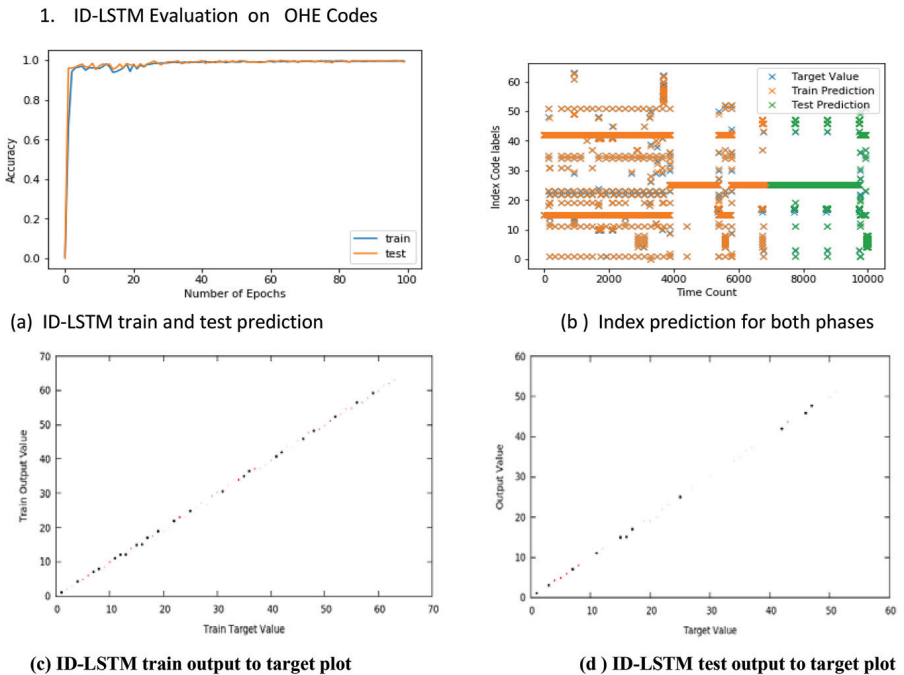 1. ID-LSTM Evaluation on OHE Codes
1.0
0.8
0.6
0.4
0.2
0.0
Accuracy
train
test
0 20 40 60 80 100
Number of Epochs
60
50
40
30
20
10
0
Index Code labels
Target Value
Train Prediction
Test Prediction
0 2000 4000 6000 8000 10000
Time Count
(a) ID-LSTM train and test prediction
(b ) Index prediction for both phases
70
60
50
40
30
20
10
0
Train Output Value
0 10 20 30 40 50 60 70
Train Target Value
60
50
40
30
20
10
0
Output Value
0 10 20 30 40 50 60
Target Value
(c) ID-LSTM train output to target plot
(d ) ID-LSTM test output to target plot